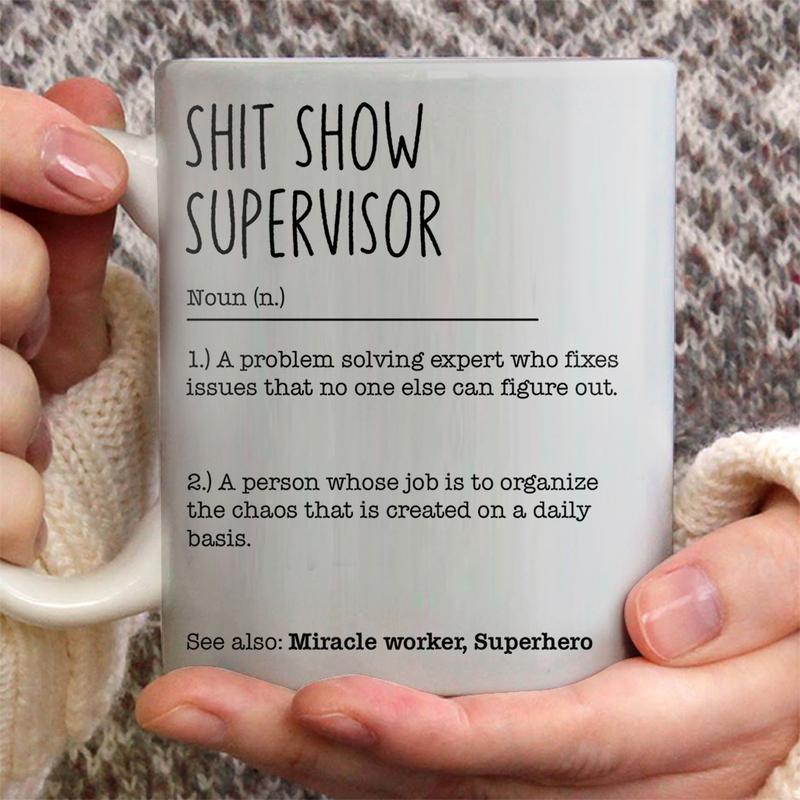 SHIT SHOW
SUPERVISOR
Noun (n.)
1.) A problem solving expert who fixes
issues that no one else can figure out.
2.) A person whose job is to organize
the chaos that is created on a daily
basis.
See also: Miracle worker, Superhero